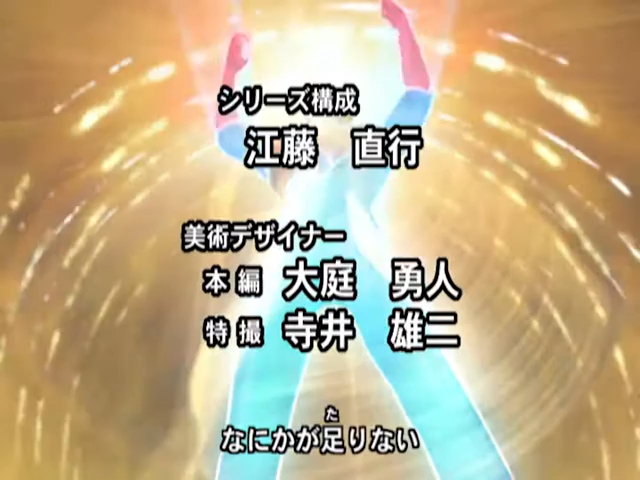 シリーズ構成
江藤 直行
美術デザイナー
本編 大庭 勇人
特撮 寺井 雄二
た
なにかが足りない